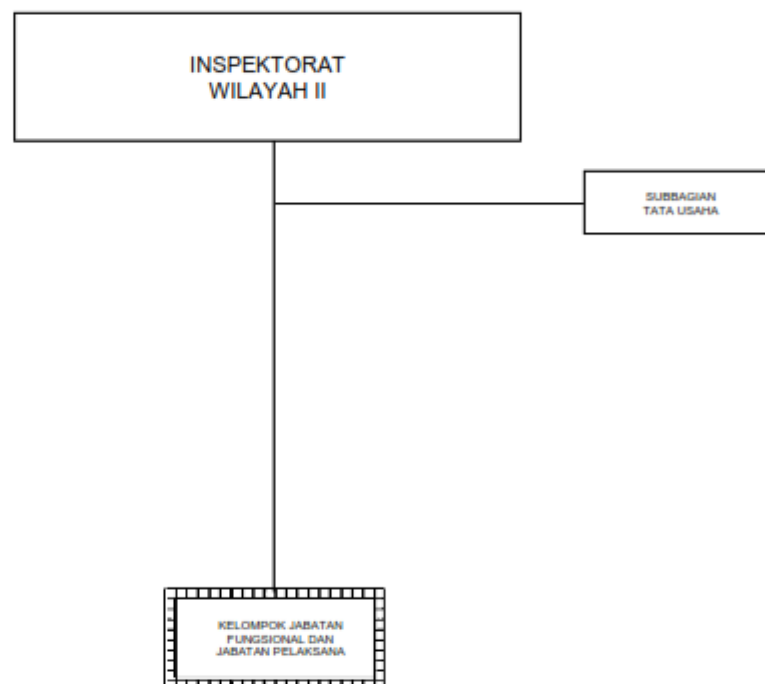 INSPEKTORAT
WILAYAH II
SUBBAGIAN
TATA USAHA
KELOMPOK JABATAN
FUNGSIONAL DAN
JABATAN PELAKSANA